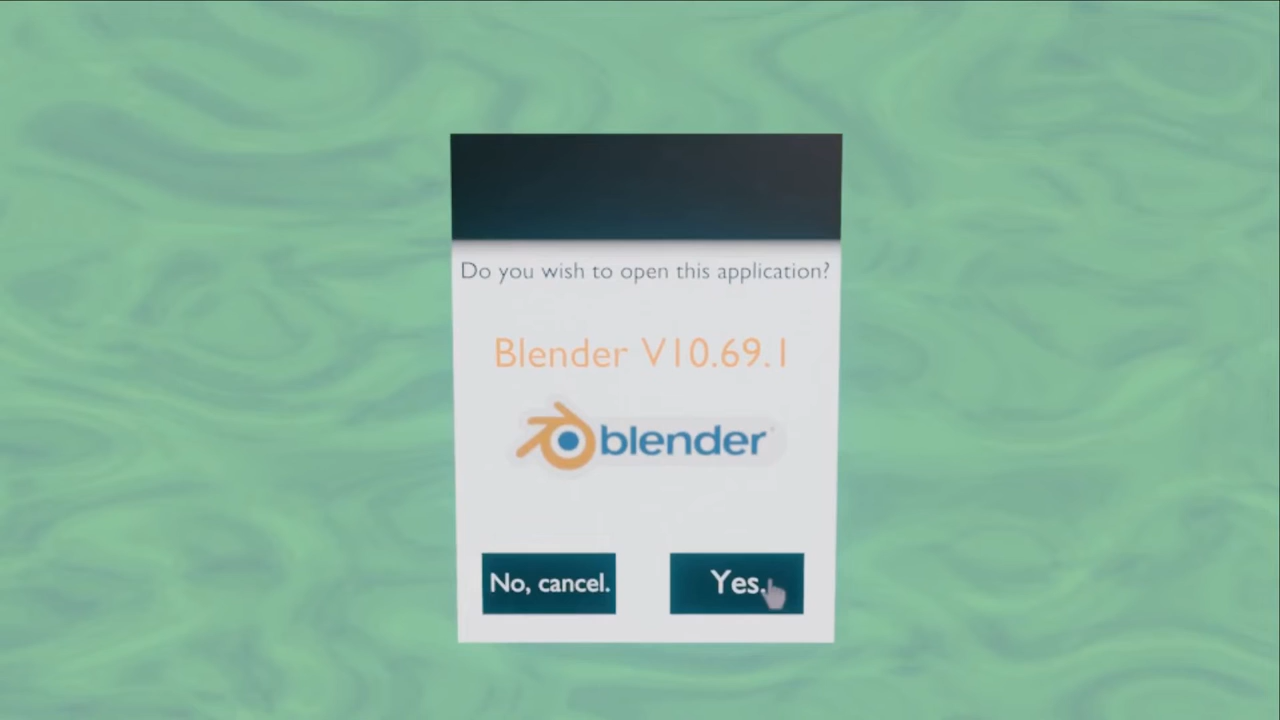 Do you wish to open this application?
Blender V10.69.1
blender
No, cancel.
Yes.